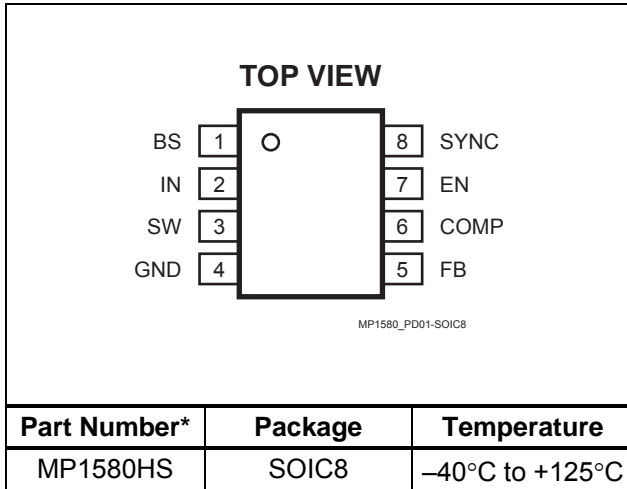 TOP VIEW
BS 1 8 SYNC
IN 2 7 EN
SW 3 6 COMP
GND 4 5 FB
MP1580_PD01-SOIC8
Part Number* Package Temperature
MP1580HS SOIC8 –40°C to +125°C